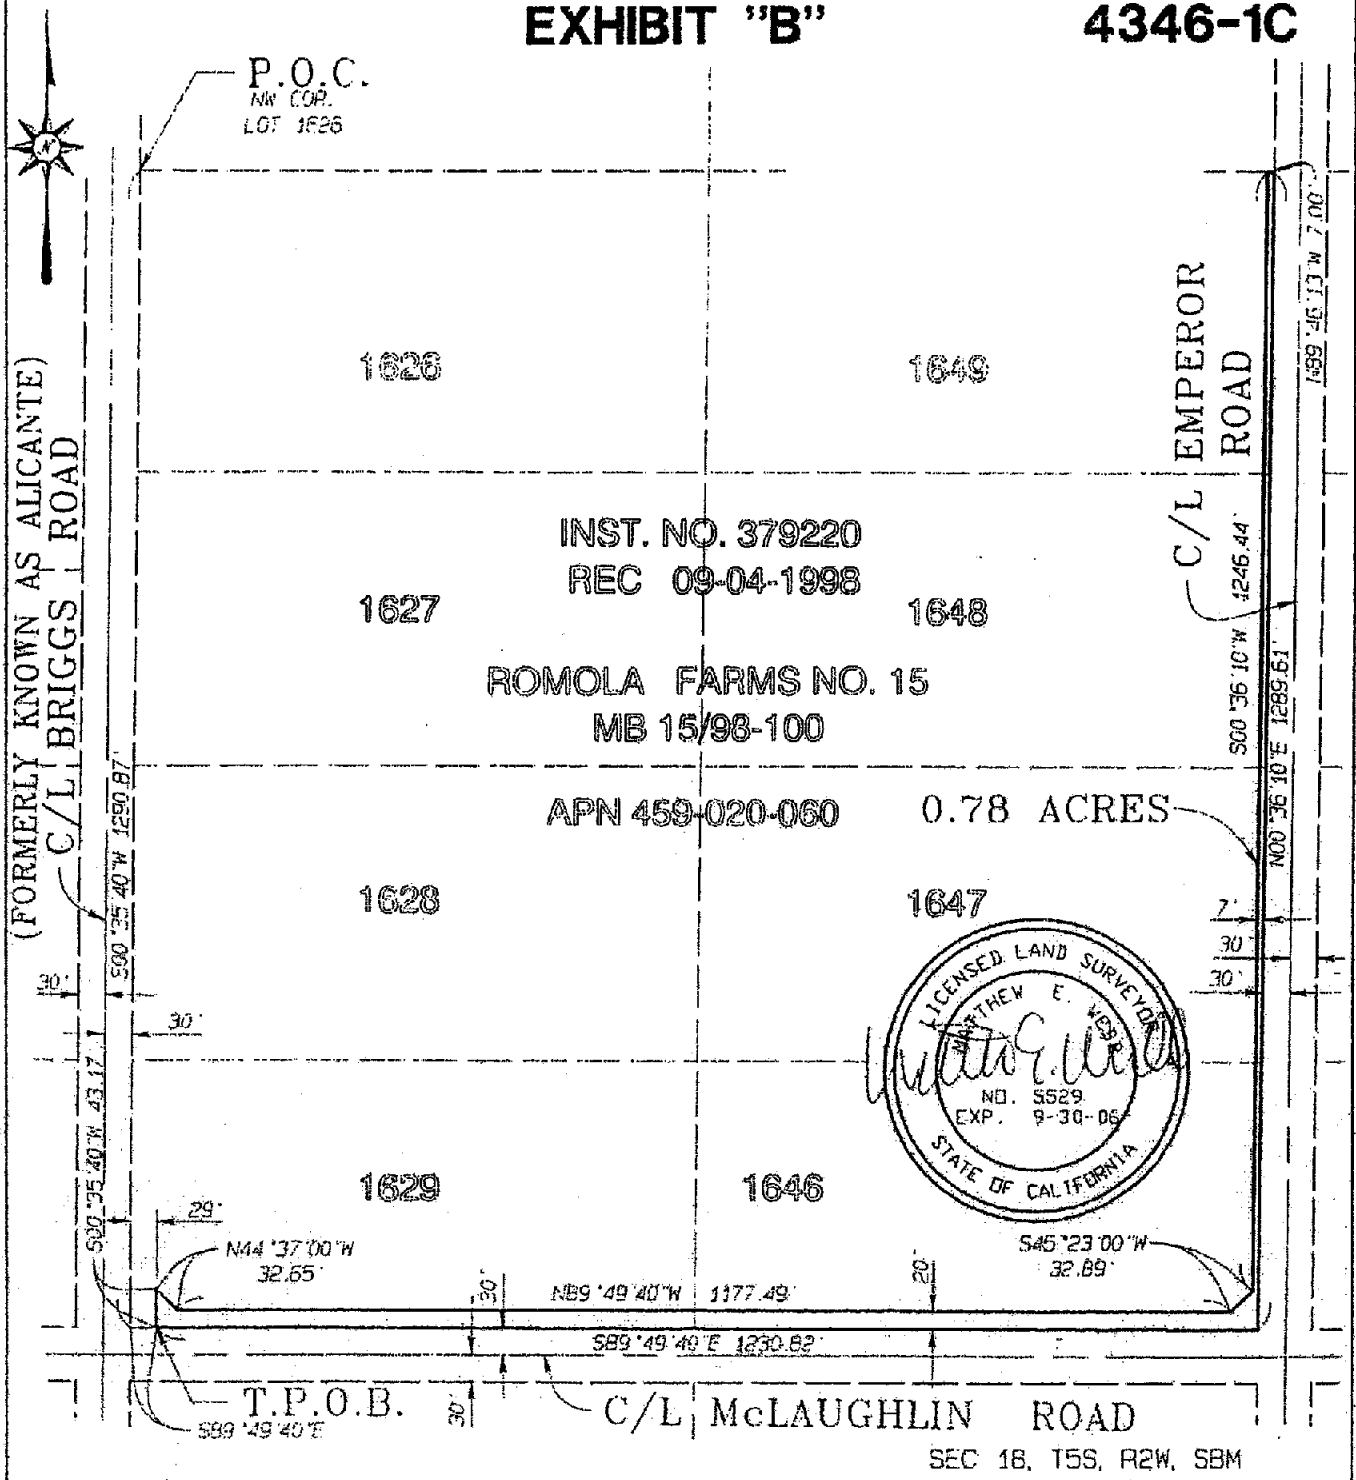 EXHIBIT "B"
4346-1C
P.O.C.
NW COR.
LOT 1626
N
(FORMERLY KNOWN AS ALICANTE)
C/L BRIGGS ROAD
C/L EMPEROR
ROAD
1626
1649
INST. NO. 379220
REC 09-04-1998
1627
1648
ROMOLA FARMS NO. 15
MB 15/98-100
APN 459-020-060
0.78 ACRES
1628
1647
S00°35'40"W 1290.87'
S00°36'10"W 1246.44'
N00°36'10"E 1289.61'
7'
30'
30'
30'
30'
LICENSED LAND SURVEYOR
MATTHEW E. WEBB
NO. 5529
EXP. 9-30-06
STATE OF CALIFORNIA
S00°35'40"W 43.17'
1629
1646
29'
N44°37'00"W
32.65'
S45°23'00"W
32.89'
30'
N89°49'40"W 1177.49'
20'
S89°49'40"E 1230.82'
T.P.O.B.
S89°49'40"E
30'
C/L McLAUGHLIN ROAD
SEC 18, T5S, R2W, SBM